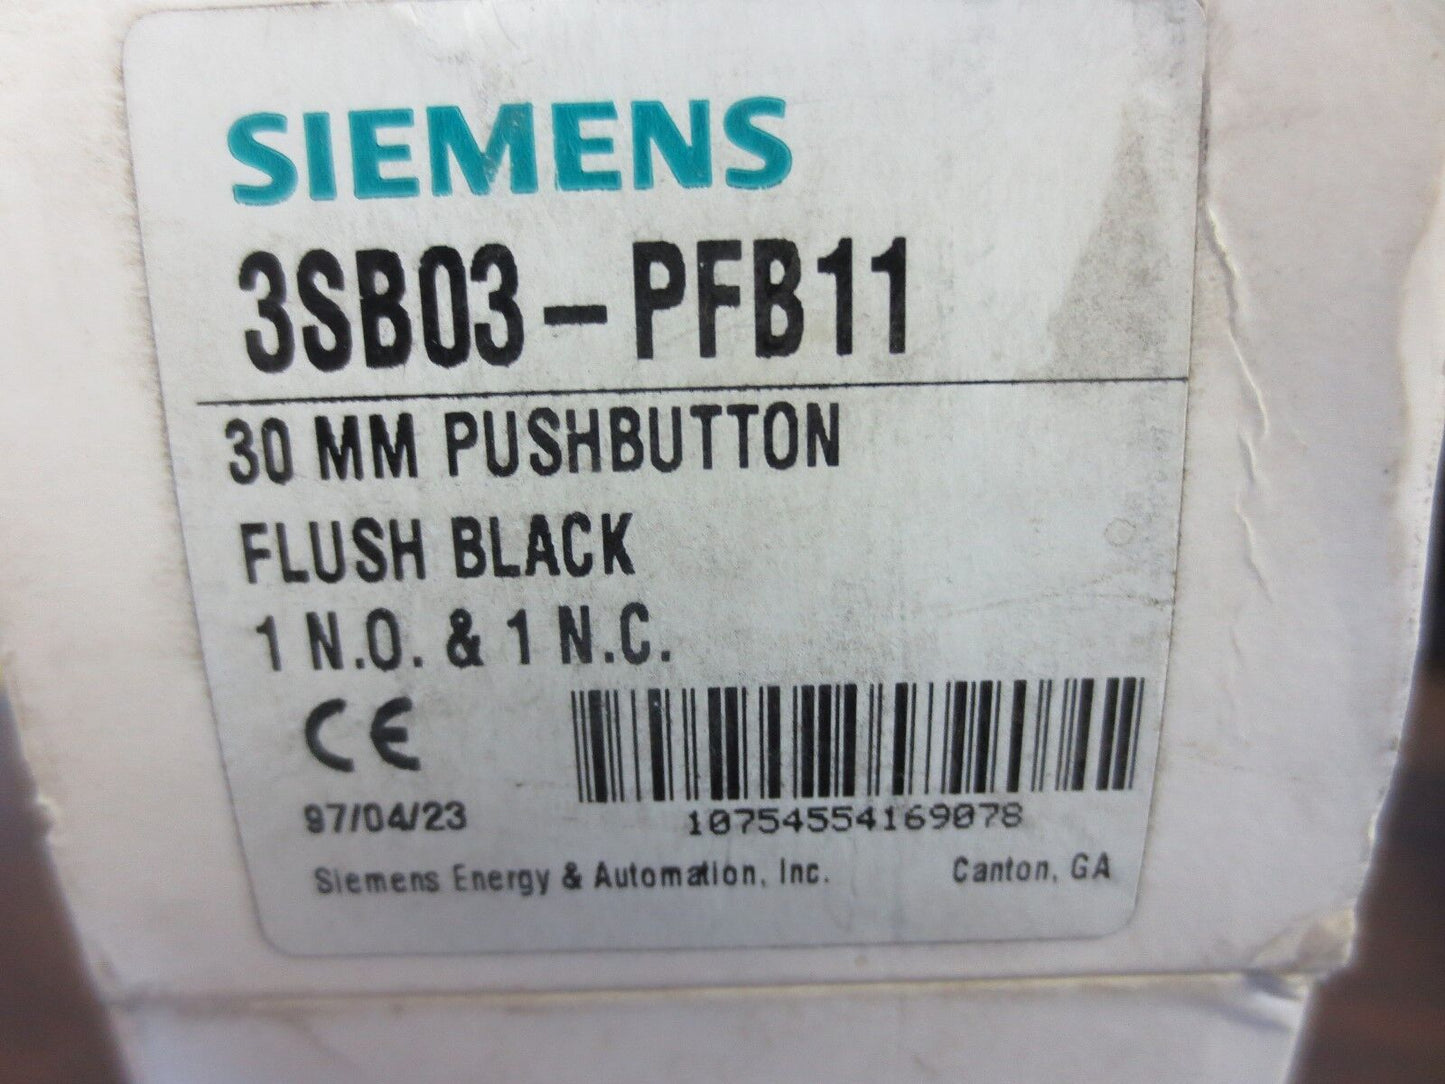 SIEMENS
3SB03-PFB11
30 MM PUSHBUTTON
FLUSH BLACK
1 N.O. & 1 N.C.
CE
97/04/23
10754554169078
Siemens Energy & Automation, Inc. Canton, GA